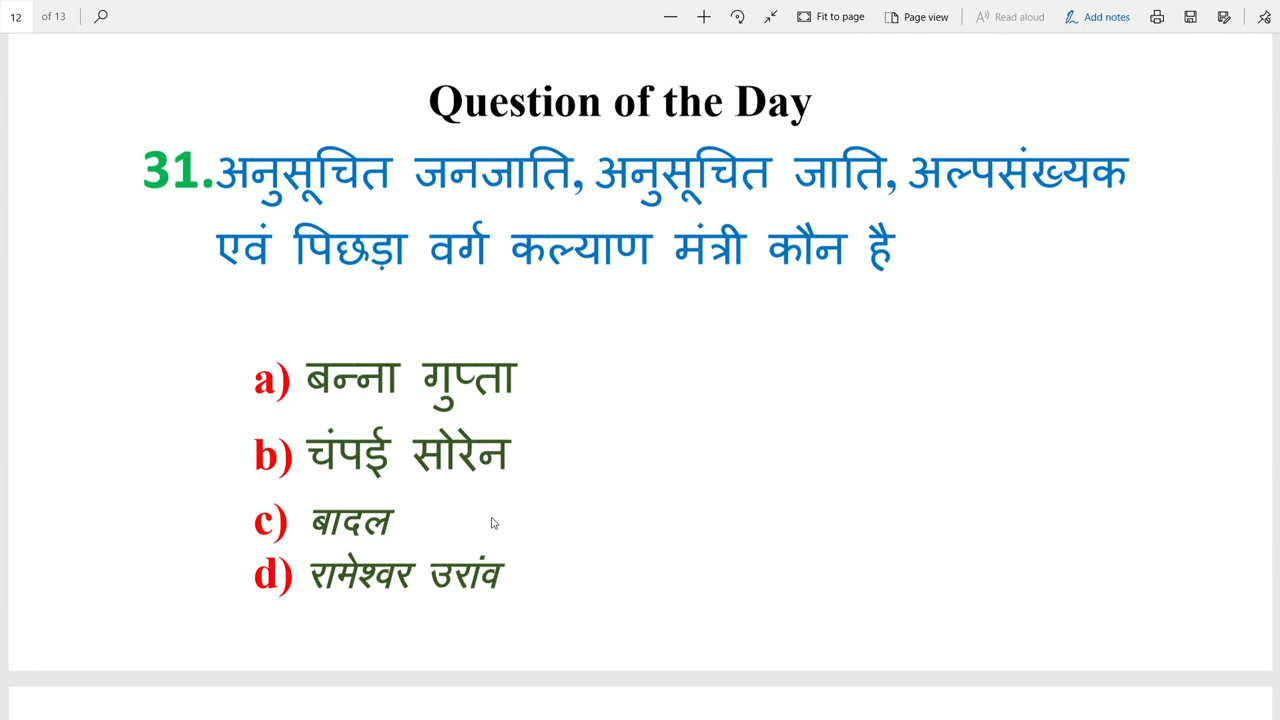 12 of 13 Fit to page Page view Read aloud Add notes
Question of the Day
31.अनुसूचित जनजाति, अनुसूचित जाति, अल्पसंख्यक
एवं पिछड़ा वर्ग कल्याण मंत्री कौन है
a) बन्ना गुप्ता
b) चंपई सोरेन
c) बादल
d) रामेश्वर उरांव